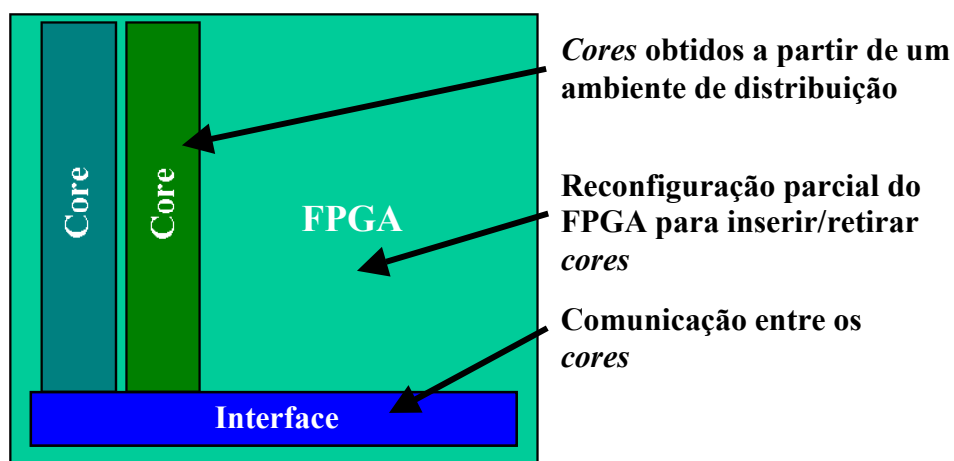 Core
Core
FPGA
Interface
Cores obtidos a partir de um
ambiente de distribuição
Reconfiguração parcial do
FPGA para inserir/retirar
cores
Comunicação entre os
cores